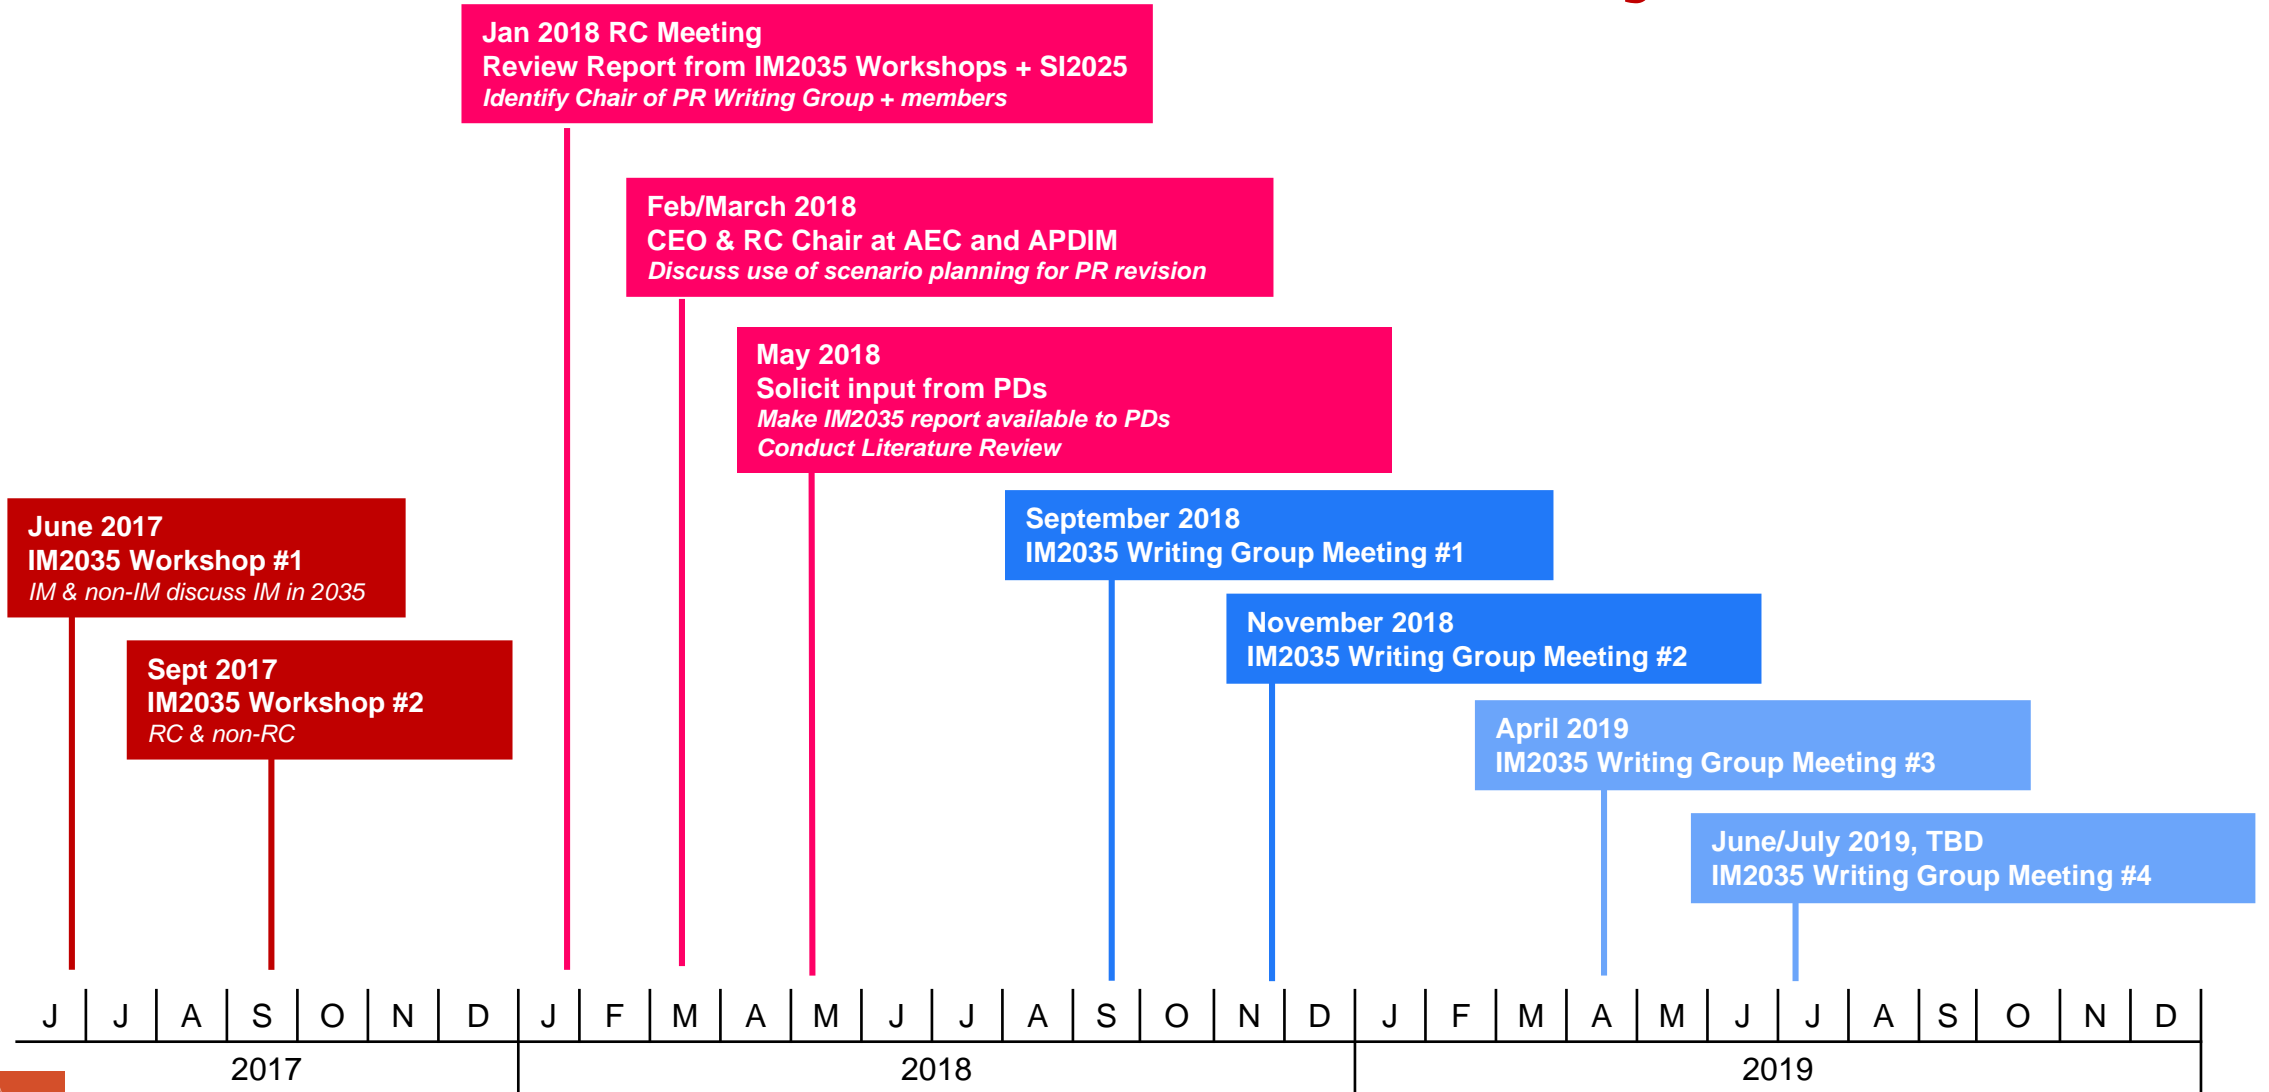 Jan 2018 RC Meeting
Review Report from IM2035 Workshops + SI2025
Identify Chair of PR Writing Group + members
Feb/March 2018
CEO & RC Chair at AEC and APDIM
Discuss use of scenario planning for PR revision
May 2018
Solicit input from PDs
Make IM2035 report available to PDs
Conduct Literature Review
June 2017
IM2035 Workshop #1
IM & non-IM discuss IM in 2035
Sept 2017
IM2035 Workshop #2
RC & non-RC
September 2018
IM2035 Writing Group Meeting #1
November 2018
IM2035 Writing Group Meeting #2
April 2019
IM2035 Writing Group Meeting #3
June/July 2019, TBD
IM2035 Writing Group Meeting #4
J J A S O N D J F M A M J J A S O N D J F M A M J J A S O N D
2017 2018 2019